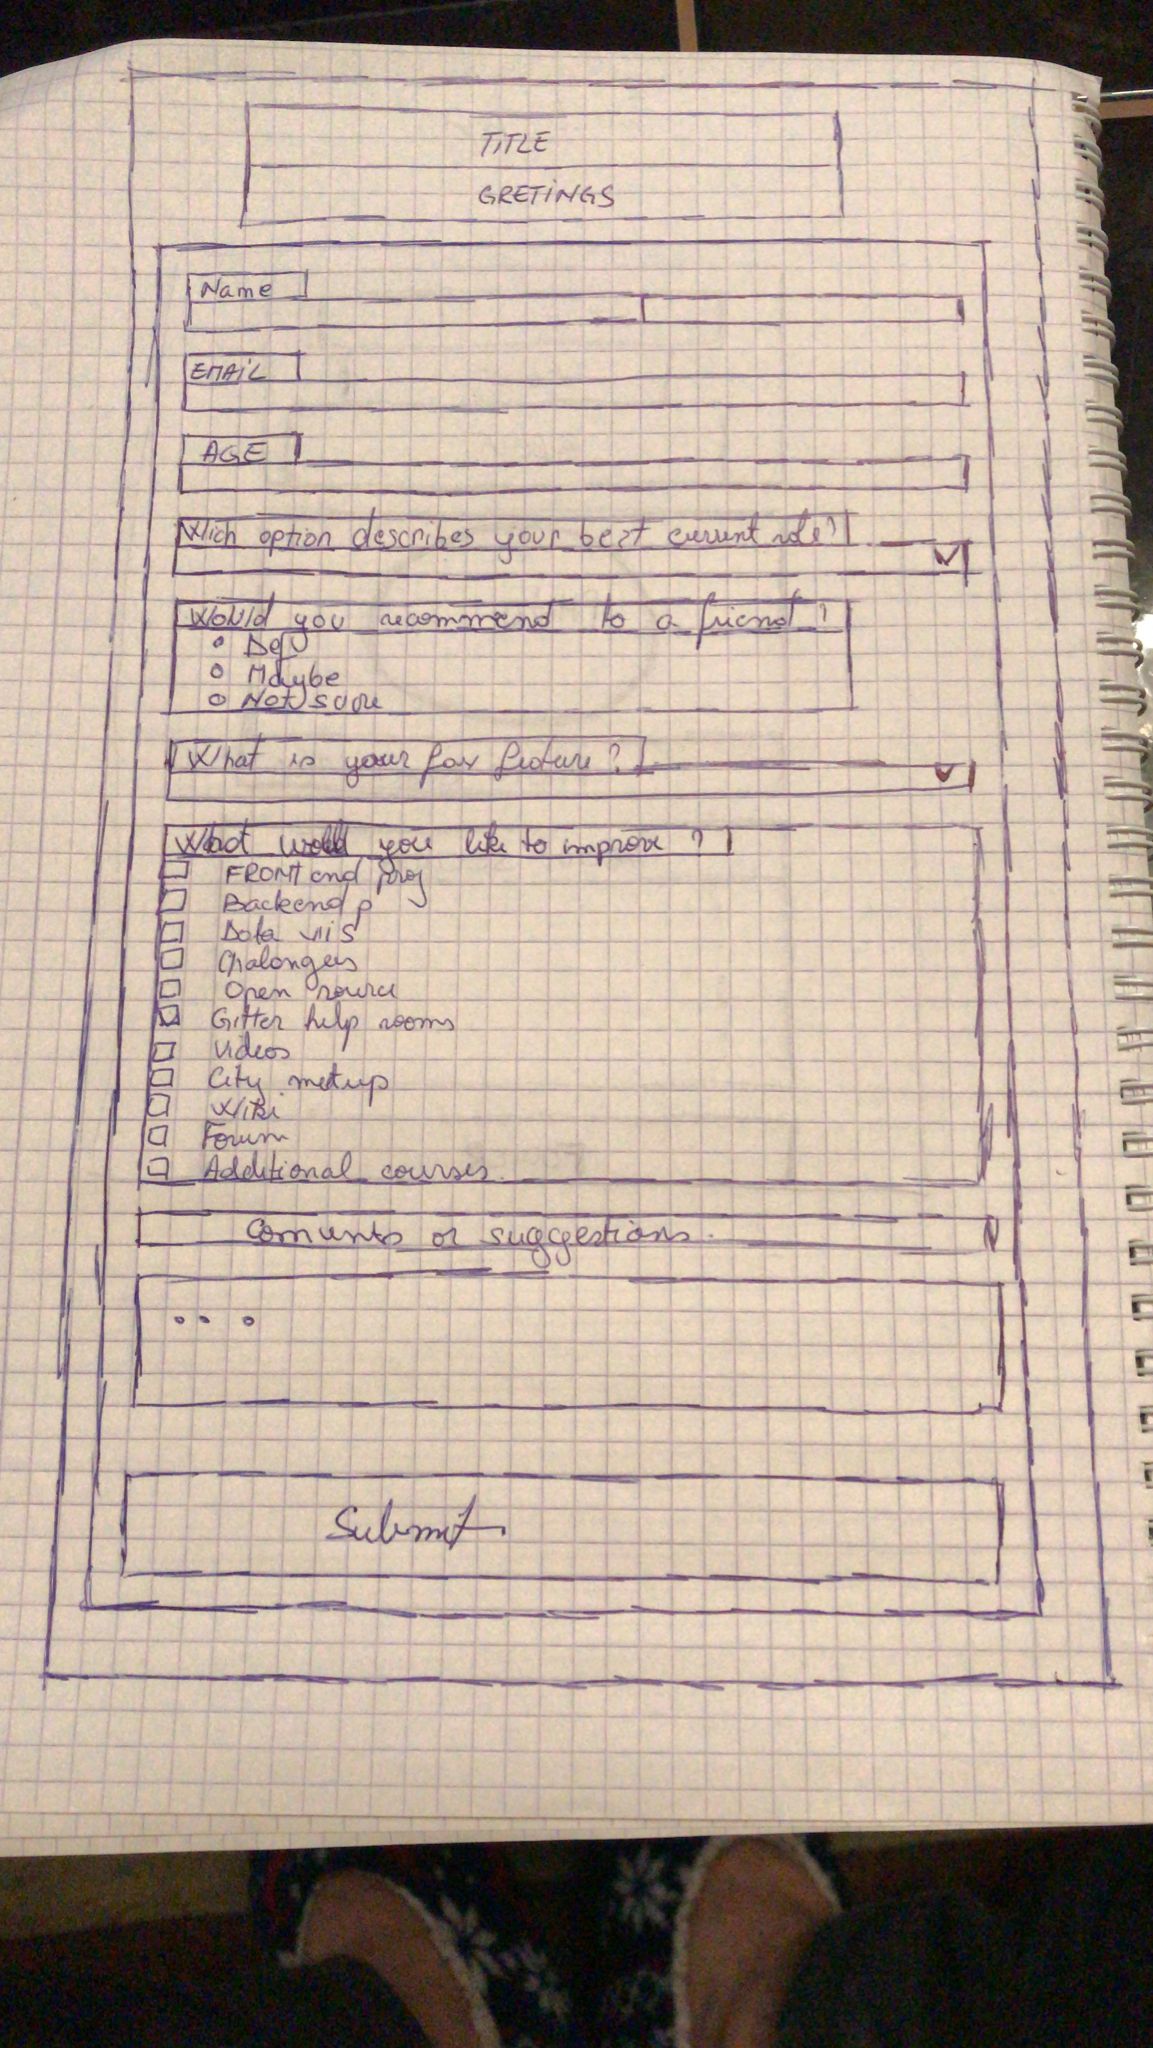 TITLE
GRETINGS
Name
EMAIL
AGE
Wich option describes your best current role?
Would you recommend to a friend?
Defo
Maybe
Not sure
What is your fav feature?
What would you like to improve?
FRONT end proj
Backend p
Data vis
Chalenges
Open source
Gitter help rooms
Videos
City metup
Wiki
Forum
Additional courses
Coments or suggestions.
...
Submit